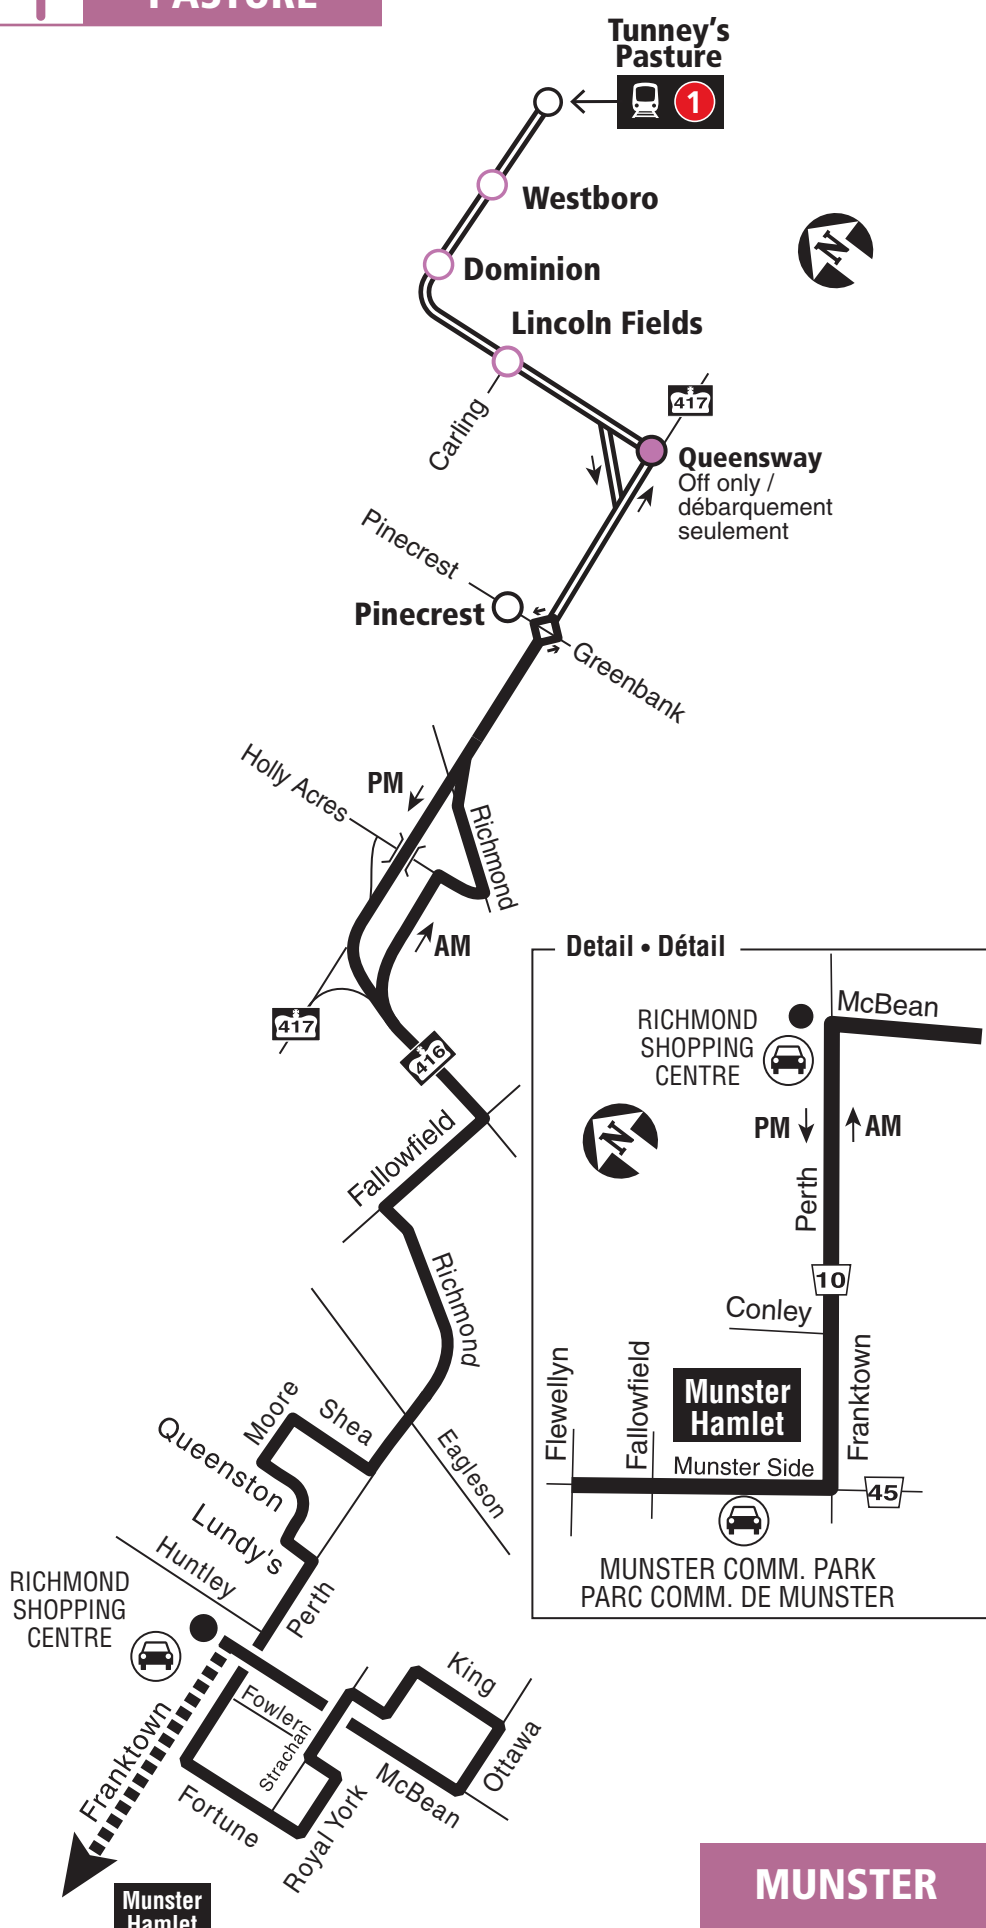 PASTURE
Tunney's
Pasture
1
Westboro
N
Dominion
Lincoln Fields
417
Carling
Queensway
Off only /
débarquement
seulement
Pinecrest
Pinecrest
Greenbank
Holly Acres
PM
Richmond
AM
417
416
Fallowfield
Richmond
Eagleson
Shea
Moore
Queenston
Lundy's
Huntley
Perth
RICHMOND
SHOPPING
CENTRE
Franktown
Fowler
Strachan
Fortune
Royal York
McBean
King
Ottawa
Munster
Hamlet
Detail • Détail
McBean
RICHMOND
SHOPPING
CENTRE
N
PM
AM
Perth
10
Conley
Flewellyn
Fallowfield
Munster
Hamlet
Franktown
Munster Side
45
MUNSTER COMM. PARK
PARC COMM. DE MUNSTER
MUNSTER